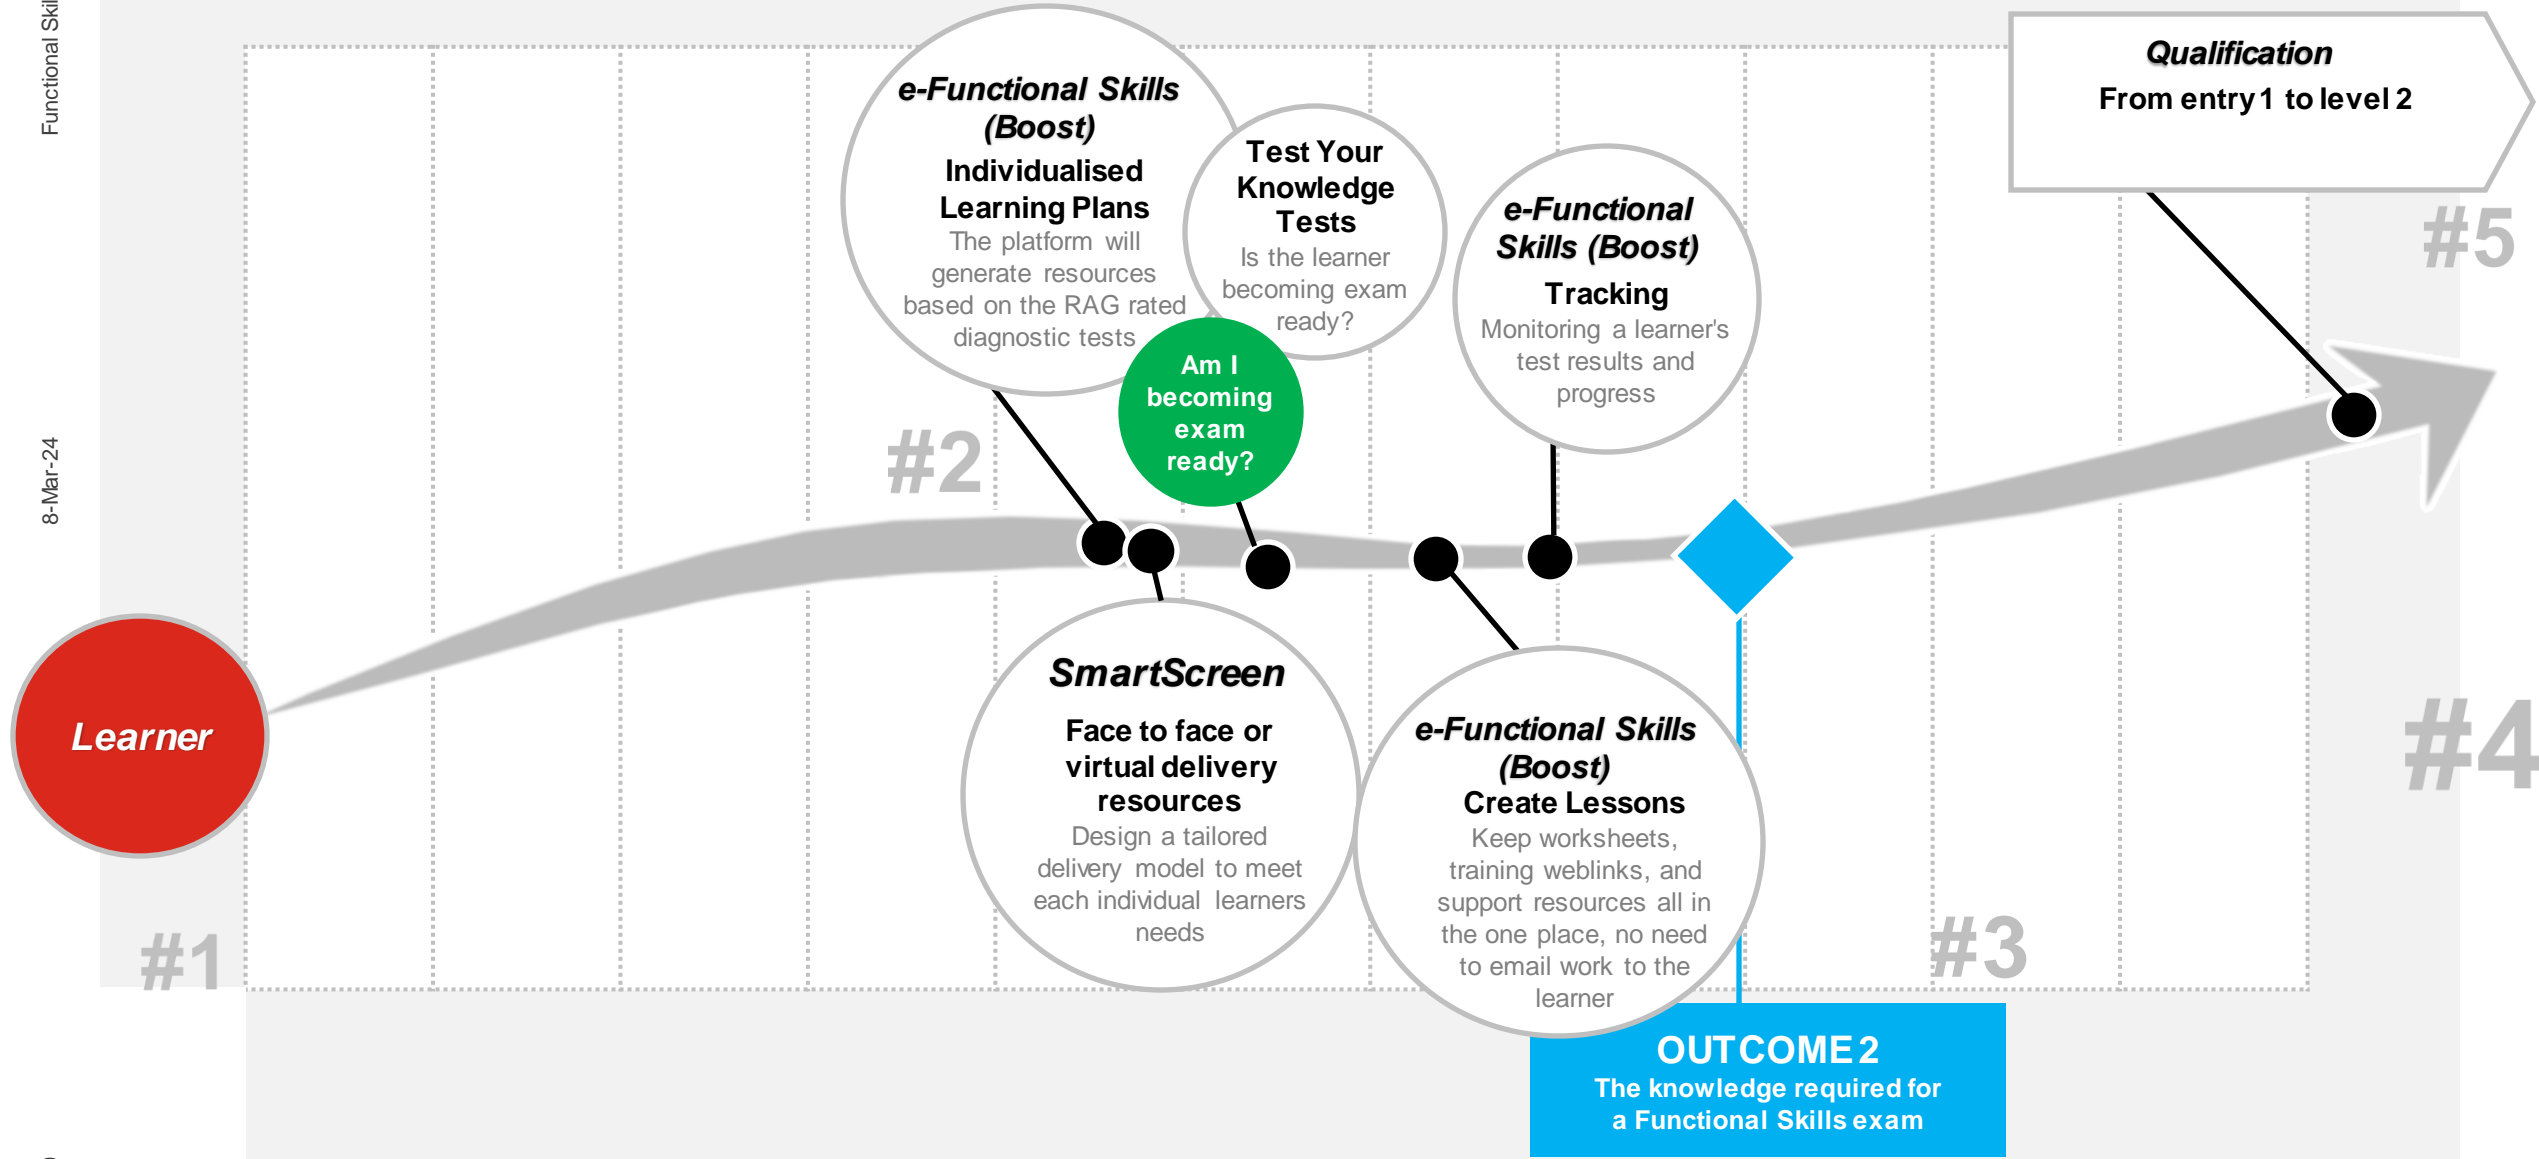 Functional Skil
8-Mar-24
e-Functional Skills
(Boost)
Individualised
Learning Plans
The platform will
generate resources
based on the RAG rated
diagnostic tests
Test Your
Knowledge
Tests
Is the learner
becoming exam
ready?
Am I
becoming
exam
ready?
e-Functional
Skills (Boost)
Tracking
Monitoring a learner's
test results and
progress
Qualification
From entry 1 to level 2
#5
#2
Learner
#1
SmartScreen
Face to face or
virtual delivery
resources
Design a tailored
delivery model to meet
each individual learners
needs
e-Functional Skills
(Boost)
Create Lessons
Keep worksheets,
training weblinks, and
support resources all in
the one place, no need
to email work to the
learner
#4
#3
OUTCOME 2
The knowledge required for
a Functional Skills exam